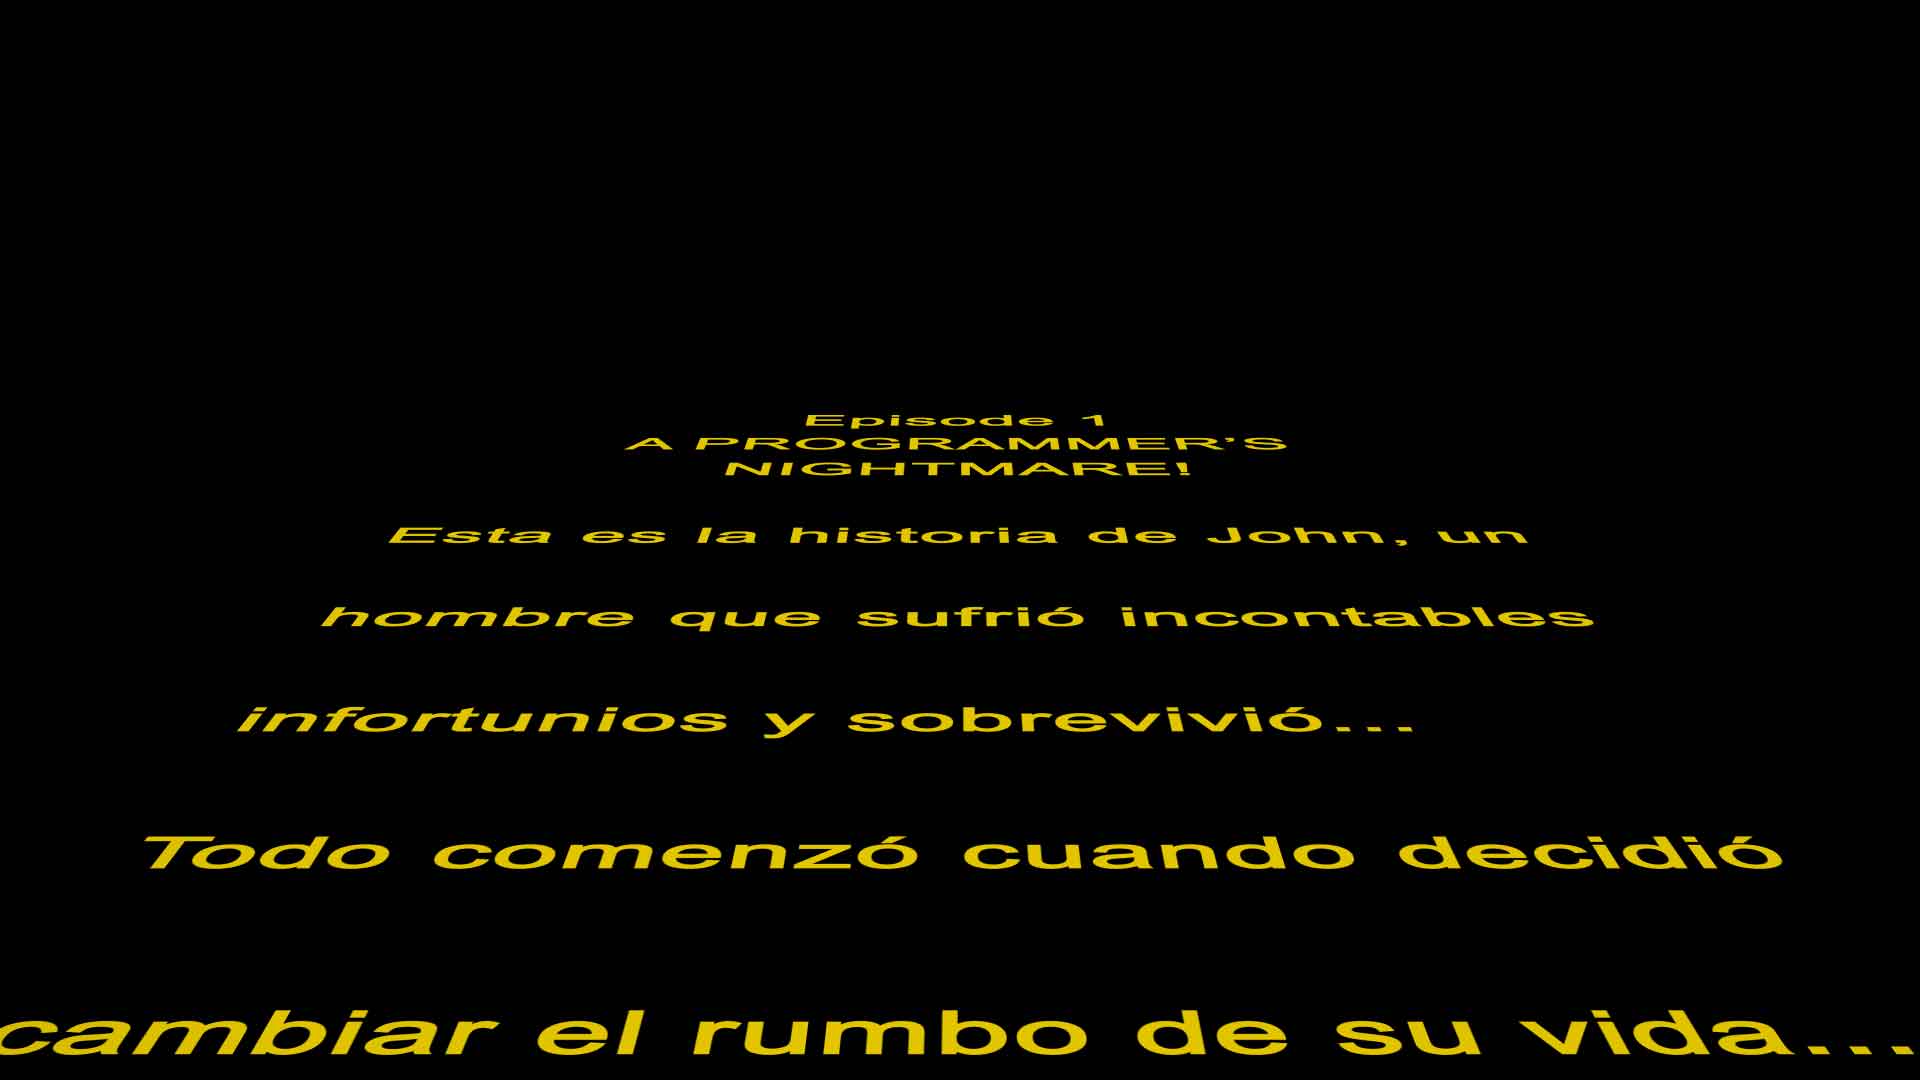 Episode 1
A PROGRAMMER’S
NIGHTMARE!
Esta es la historia de John, un
hombre que sufrió incontables
infortunios y sobrevivió...
Todo comenzó cuando decidió
cambiar el rumbo de su vida...